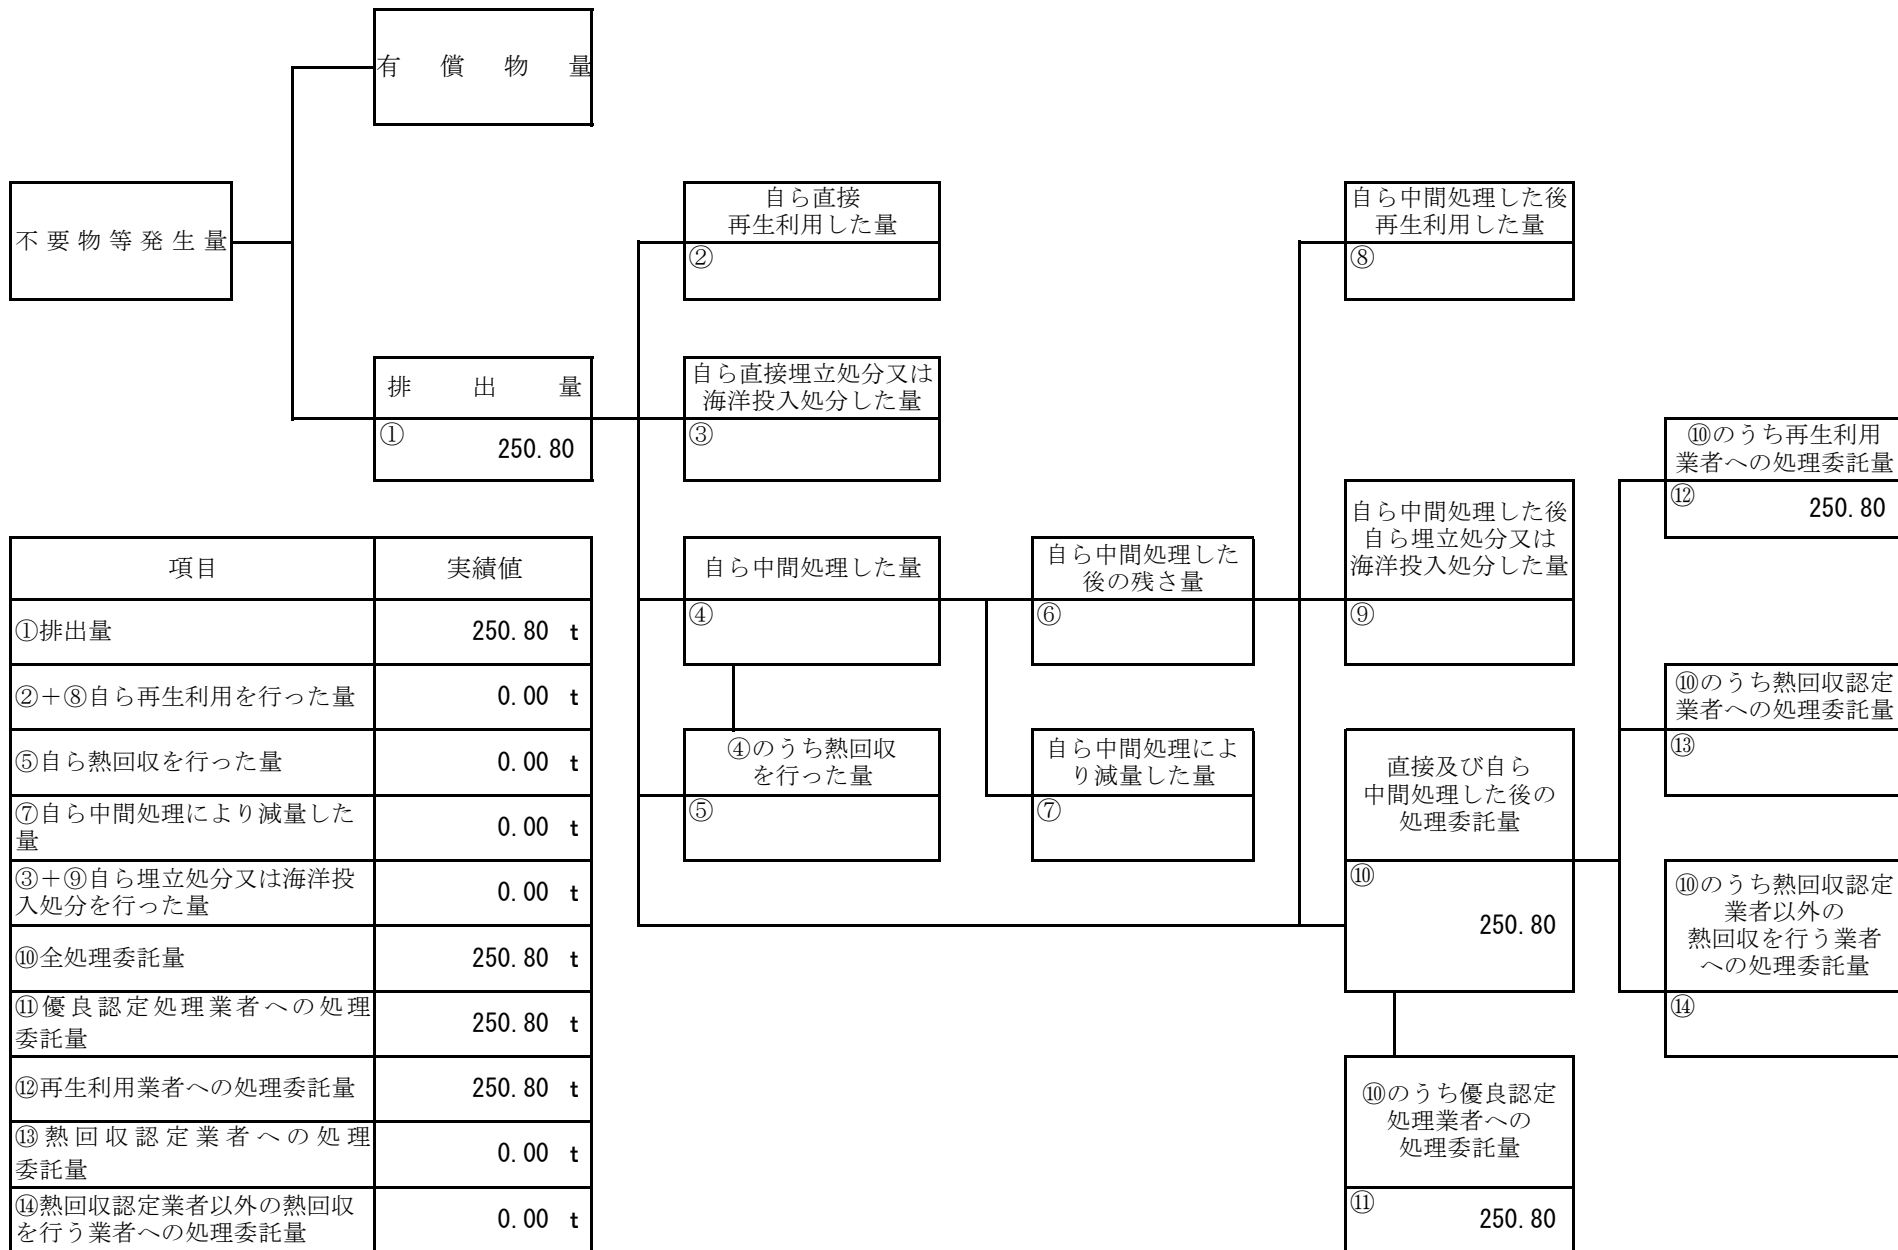 有償物量
不要物等発生量
自ら直接
再生利用した量
②
自ら中間処理した後
再生利用した量
⑧
排出量
①
250.80
自ら直接埋立処分又は
海洋投入処分した量
③
⑩のうち再生利用
業者への処理委託量
⑫
250.80
自ら中間処理した量
④
自ら中間処理した
後の残さ量
⑥
自ら中間処理した後
自ら埋立処分又は
海洋投入処分した量
⑨
⑩のうち熱回収認定
業者への処理委託量
⑬
④のうち熱回収
を行った量
⑤
自ら中間処理によ
り減量した量
⑦
直接及び自ら
中間処理した後の
処理委託量
⑩
250.80
⑩のうち熱回収認定
業者以外の
熱回収を行う業者
への処理委託量
⑭
⑩のうち優良認定
処理業者への
処理委託量
⑪
250.80
項目 実績値
①排出量 250.80 t
②+⑧自ら再生利用を行った量 0.00 t
⑤自ら熱回収を行った量 0.00 t
⑦自ら中間処理により減量した
量 0.00 t
③+⑨自ら埋立処分又は海洋投
入処分を行った量 0.00 t
⑩全処理委託量 250.80 t
⑪優良認定処理業者への処理
委託量 250.80 t
⑫再生利用業者への処理委託量 250.80 t
⑬熱回収認定業者への処理
委託量 0.00 t
⑭熱回収認定業者以外の熱回収
を行う業者への処理委託量 0.00 t